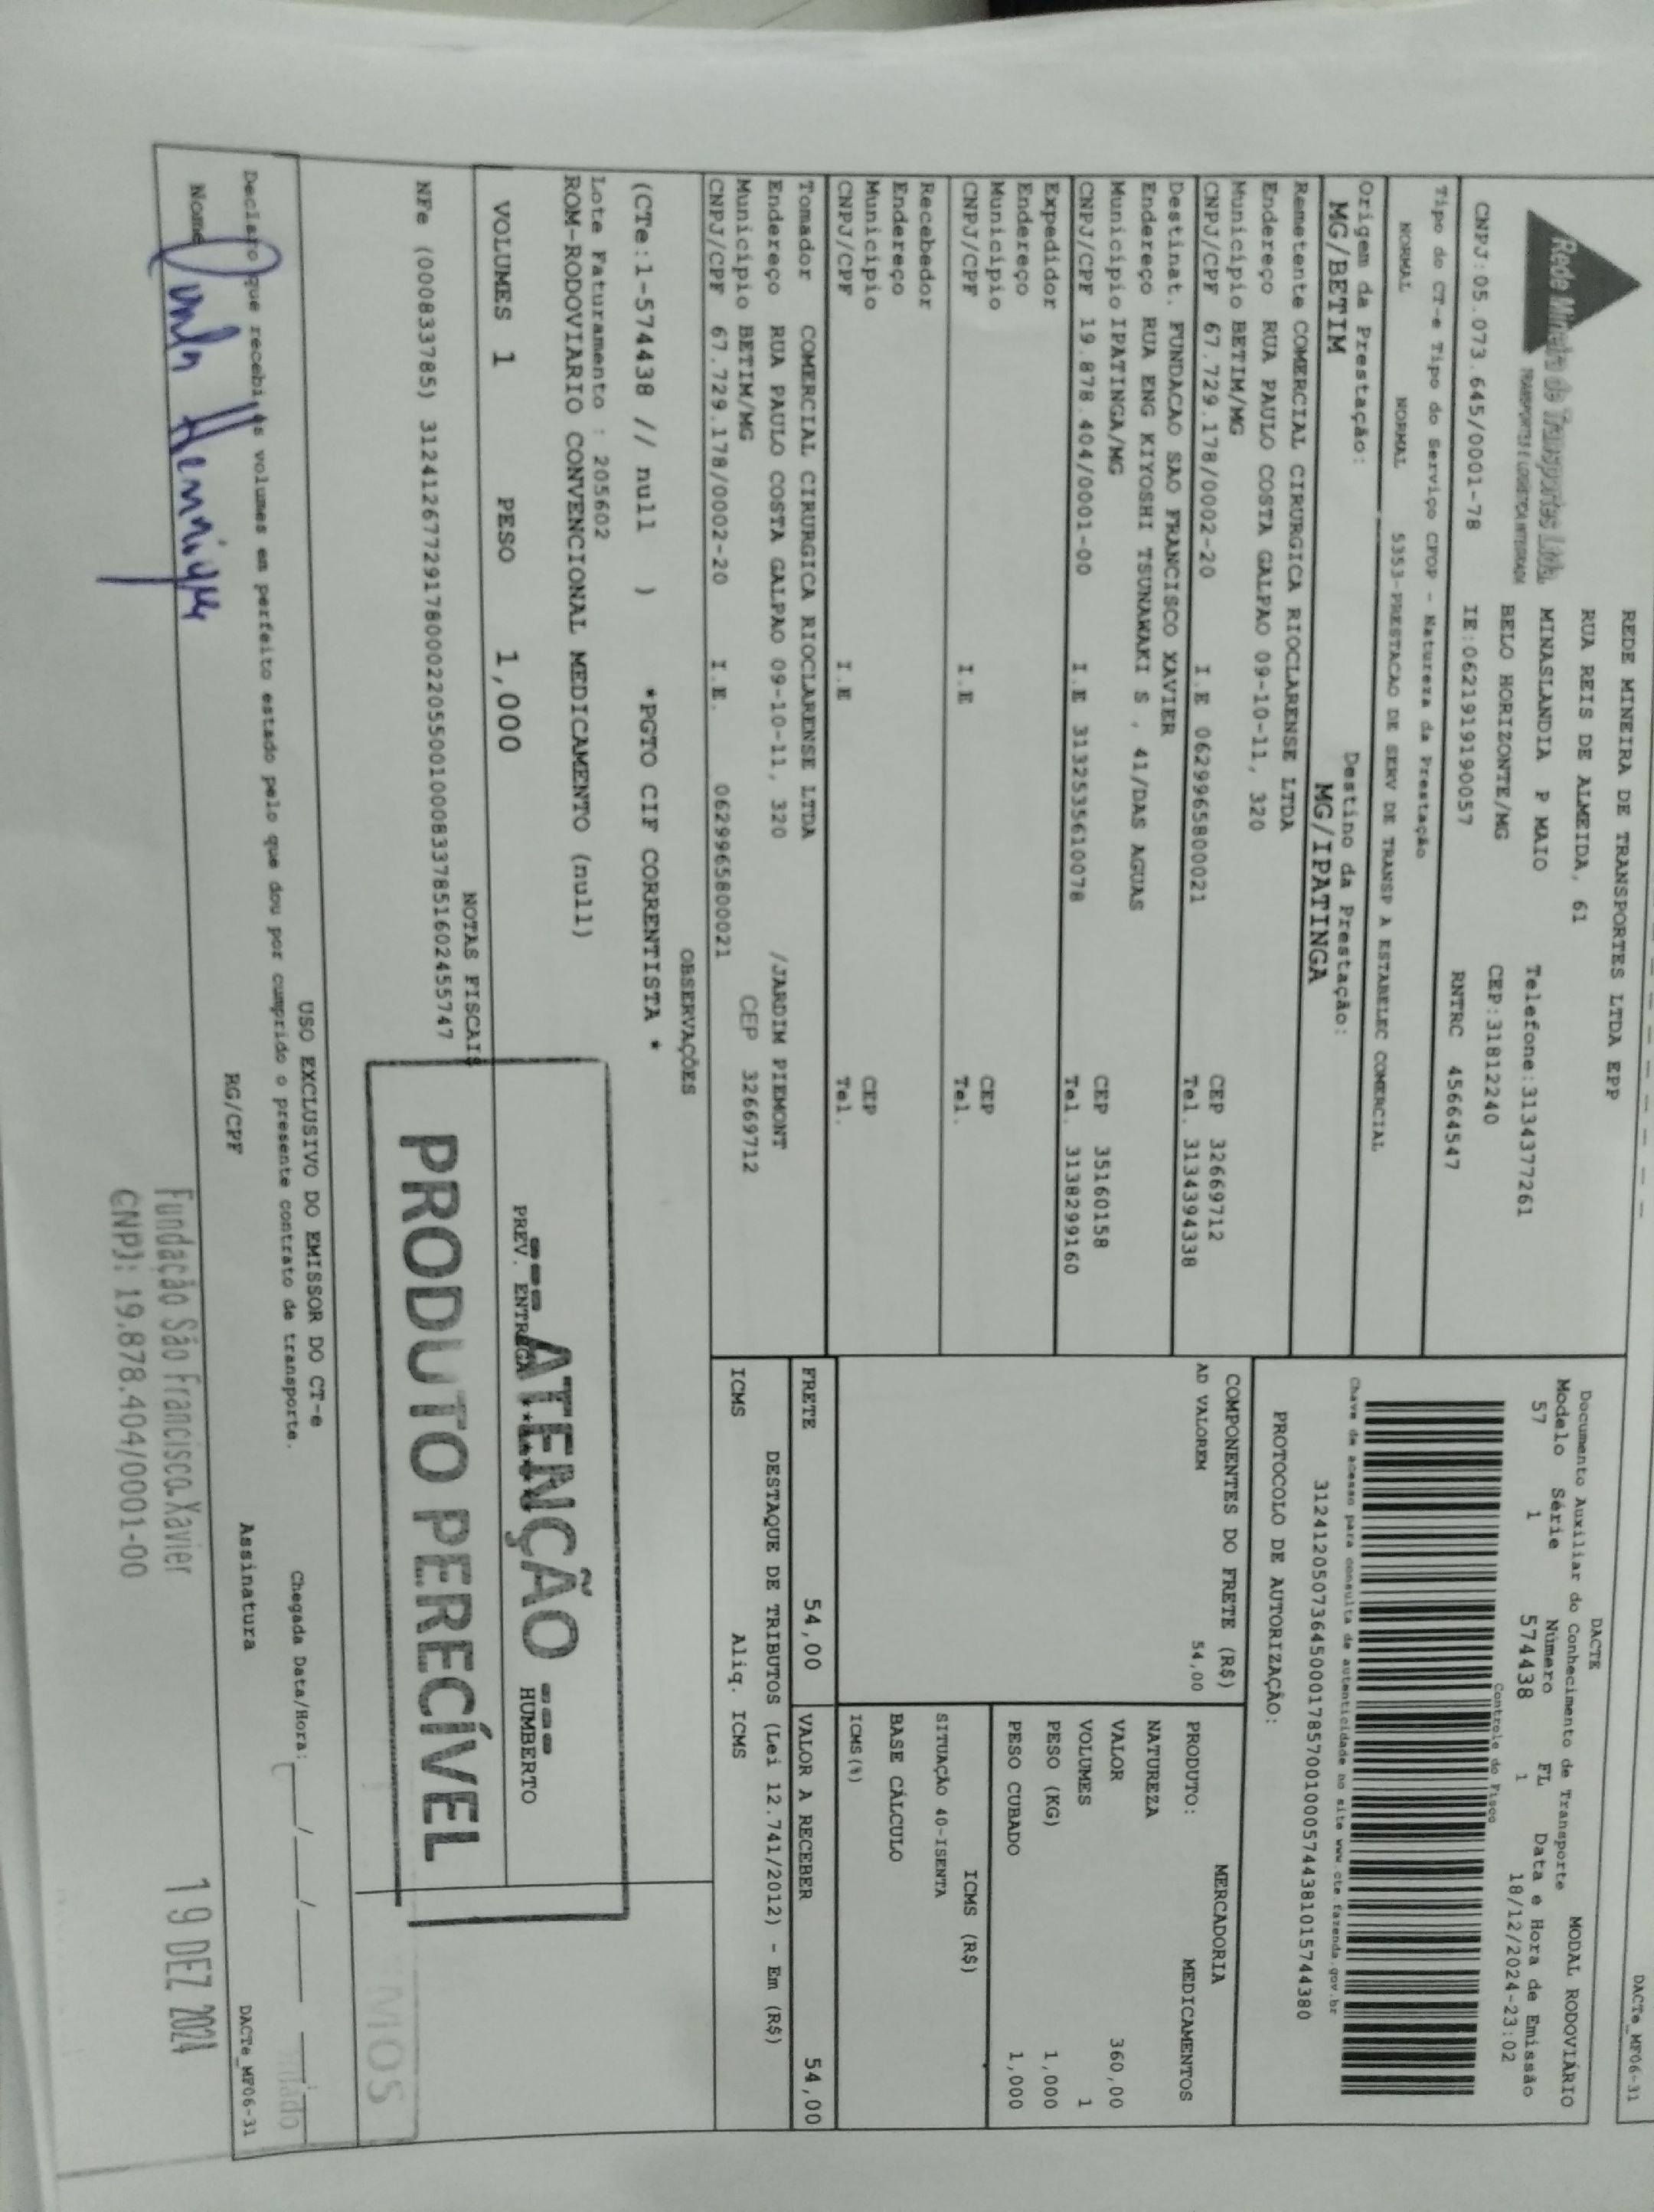 DACTe_MF06-31
Rede Mineira de Transportes Ltda.
TRANSPORTES E LOGÍSTICA INTEGRADA
REDE MINEIRA DE TRANSPORTES LTDA EPP
RUA REIS DE ALMEIDA, 61
MINASLANDIA P MAIO Telefone:3134377261
BELO HORIZONTE/MG CEP:31812240
CNPJ:05.073.645/0001-78 IE:0621919190057 RNTRC 45664547
Tipo do CT-e Tipo do Serviço CFOP - Natureza da Prestação
NORMAL NORMAL 5353-PRESTACAO DE SERV DE TRANSP A ESTABELEC COMERCIAL
Origem da Prestação: Destino da Prestação:
MG/BETIM MG/IPATINGA
DACTE
Documento Auxiliar do Conhecimento de Transporte MODAL RODOVIÁRIO
Modelo Série Número FL Data e Hora de Emissão
57 1 574438 1 18/12/2024-23:02
Controle do Fisco
Chave de acesso para consulta de autenticidade no site www.cte.fazenda.gov.br
31241205073645000178570010005744381015744380
PROTOCOLO DE AUTORIZAÇÃO:
Remetente COMERCIAL CIRURGICA RIOCLARENSE LTDA
Endereço RUA PAULO COSTA GALPAO 09-10-11, 320
Municipio BETIM/MG CEP 32669712
CNPJ/CPF 67.729.178/0002-20 I.E 0629965800021 Tel. 3134394338
Destinat. FUNDACAO SAO FRANCISCO XAVIER
Endereço RUA ENG KIYOSHI TSUNAWAKI S , 41/DAS AGUAS
Municipio IPATINGA/MG CEP 35160158
CNPJ/CPF 19.878.404/0001-00 I.E 3132535610078 Tel. 3138299160
Expedidor
Endereço
Municipio CEP
CNPJ/CPF I.E Tel.
Recebedor
Endereço
Municipio CEP
CNPJ/CPF I.E Tel.
Tomador COMERCIAL CIRURGICA RIOCLARENSE LTDA
Endereço RUA PAULO COSTA GALPAO 09-10-11, 320 /JARDIM PIEMONT
Municipio BETIM/MG CEP 32669712
CNPJ/CPF 67.729.178/0002-20 I.E. 0629965800021
COMPONENTES DO FRETE (R$)
AD VALOREM 54,00
MERCADORIA
PRODUTO: MEDICAMENTOS
NATUREZA
VALOR 360,00
VOLUMES 1
PESO (KG) 1,000
PESO CUBADO 1,000
ICMS (R$)
SITUAÇÃO 40-ISENTA
BASE CÁLCULO
ICMS(%)
FRETE 54,00 VALOR A RECEBER 54,00
DESTAQUE DE TRIBUTOS (Lei 12.741/2012) - Em (R$)
ICMS Aliq. ICMS
OBSERVAÇÕES
(CTe:1-574438 // null ) *PGTO CIF CORRENTISTA *
Lote Faturamento : 205602
ROM-RODOVIARIO CONVENCIONAL MEDICAMENTO (null)
VOLUMES 1 PESO 1,000 PREV. ENTREGA HUMBERTO
ATENÇÃO
PRODUTO PERECÍVEL
NOTAS FISCAIS
NFe (000833785) 31241267729178000220550010008337851602455747
USO EXCLUSIVO DO EMISSOR DO CT-e
Chegada Data/Hora: __/__/____
Declaro que recebi os volumes em perfeito estado pelo que dou por cumprido o presente contrato de transporte.
Nome RG/CPF Assinatura
DACTe_MF06-31
Henrique
Fundação São Francisco Xavier
CNPJ: 19.878.404/0001-00
19 DEZ 2024